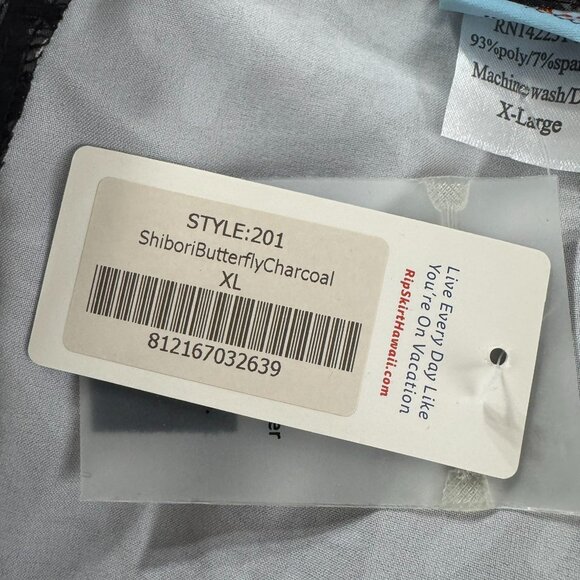 93%poly/7%span
Machine wash/D
X-Large
STYLE:201
ShiboriButterflyCharcoal
XL
812167032639
Live Every Day Like
You're On Vacation
RipSkirtHawaii.com